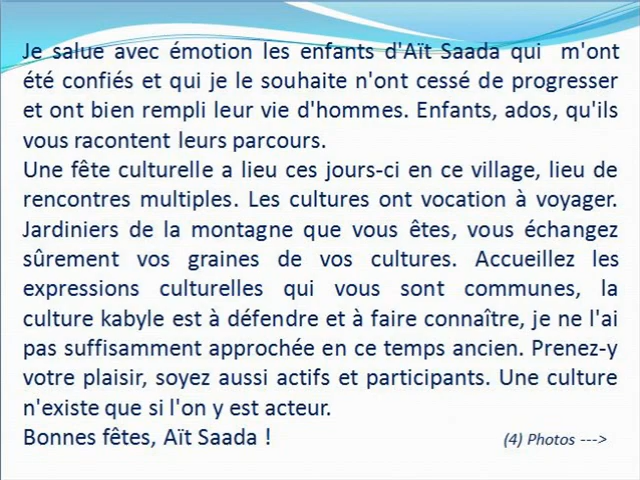 Je salue avec émotion les enfants d'Aït Saada qui m'ont
été confiés et qui je le souhaite n'ont cessé de progresser
et ont bien rempli leur vie d'hommes. Enfants, ados, qu'ils
vous racontent leurs parcours.
Une fête culturelle a lieu ces jours-ci en ce village, lieu de
rencontres multiples. Les cultures ont vocation à voyager.
Jardiniers de la montagne que vous êtes, vous échangez
sûrement vos graines de vos cultures. Accueillez les
expressions culturelles qui vous sont communes, la
culture kabyle est à défendre et à faire connaître, je ne l'ai
pas suffisamment approchée en ce temps ancien. Prenez-y
votre plaisir, soyez aussi actifs et participants. Une culture
n'existe que si l'on y est acteur.
Bonnes fêtes, Aït Saada ! (4) Photos --->